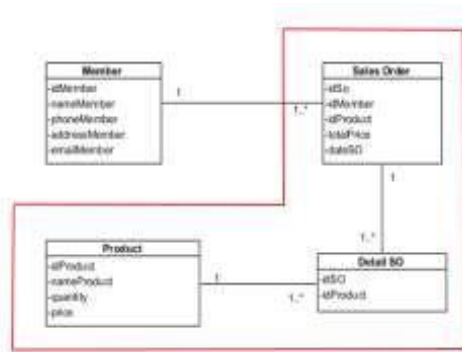 Member
-idMember
-nameMember
-phoneMember
-addressMember
-emailMember
1
1..*
Sales Order
-idSo
-idMember
-idProduct
-totalPrice
-dateSO
1
1..*
Product
-idProduct
-nameProduct
-quantity
-price
1
1..*
Detail SO
-idSO
-idProduct